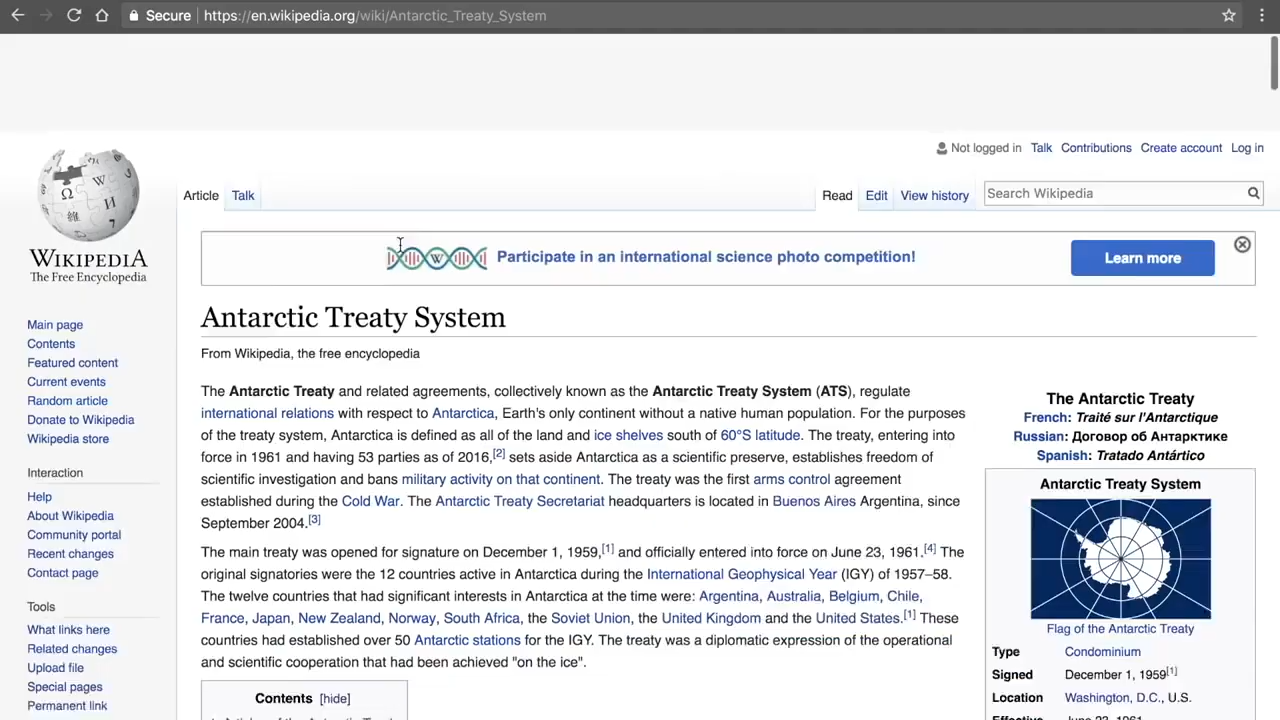 Secure https://en.wikipedia.org/wiki/Antarctic_Treaty_System
Not logged in Talk Contributions Create account Log in
Article Talk Read Edit View history Search Wikipedia
WIKIPEDIA
The Free Encyclopedia
Participate in an international science photo competition! Learn more
Main page
Contents
Featured content
Current events
Random article
Donate to Wikipedia
Wikipedia store
Interaction
Help
About Wikipedia
Community portal
Recent changes
Contact page
Tools
What links here
Related changes
Upload file
Special pages
Permanent link
Antarctic Treaty System
From Wikipedia, the free encyclopedia
The Antarctic Treaty and related agreements, collectively known as the Antarctic Treaty System (ATS), regulate
international relations with respect to Antarctica, Earth's only continent without a native human population. For the purposes
of the treaty system, Antarctica is defined as all of the land and ice shelves south of 60°S latitude. The treaty, entering into
force in 1961 and having 53 parties as of 2016,[2] sets aside Antarctica as a scientific preserve, establishes freedom of
scientific investigation and bans military activity on that continent. The treaty was the first arms control agreement
established during the Cold War. The Antarctic Treaty Secretariat headquarters is located in Buenos Aires Argentina, since
September 2004.[3]
The main treaty was opened for signature on December 1, 1959,[1] and officially entered into force on June 23, 1961.[4] The
original signatories were the 12 countries active in Antarctica during the International Geophysical Year (IGY) of 1957–58.
The twelve countries that had significant interests in Antarctica at the time were: Argentina, Australia, Belgium, Chile,
France, Japan, New Zealand, Norway, South Africa, the Soviet Union, the United Kingdom and the United States.[1] These
countries had established over 50 Antarctic stations for the IGY. The treaty was a diplomatic expression of the operational
and scientific cooperation that had been achieved "on the ice".
Contents [hide]
The Antarctic Treaty
French: Traité sur l'Antarctique
Russian: Договор об Антарктике
Spanish: Tratado Antártico
Antarctic Treaty System
Flag of the Antarctic Treaty
Type Condominium
Signed December 1, 1959[1]
Location Washington, D.C., U.S.
Effective June 23, 1961